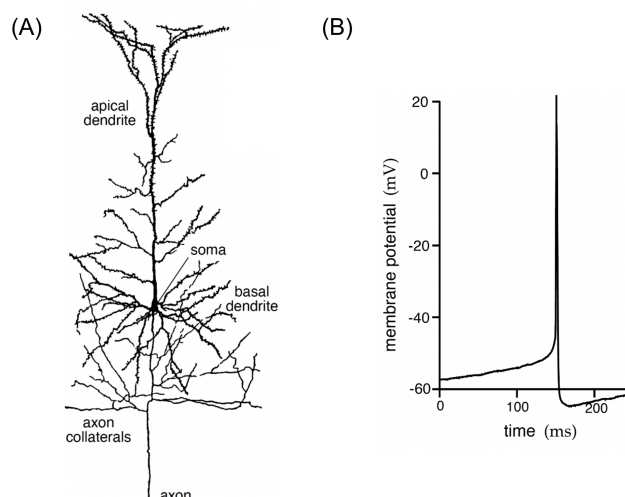 (A)
(B)
apical
dendrite
soma
basal
dendrite
axon
collaterals
axon
membrane potential (mV)
20
0
-20
-40
-60
0
100
200
time (ms)